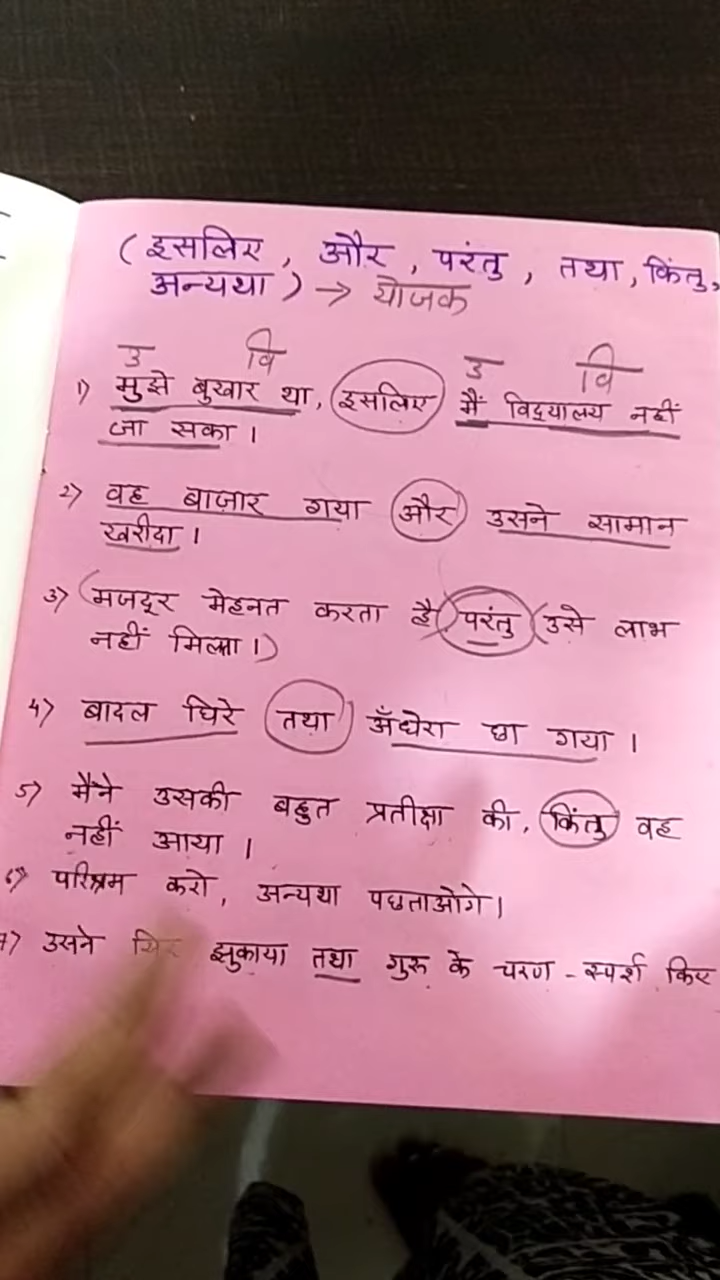 (इसलिए, और, परंतु, तथा, किंतु,
अन्यथा) → योजक
उ वि उ वि
1) मुझे बुखार था, इसलिए मैं विद्यालय नहीं
जा सका।
2) वह बाज़ार गया और उसने सामान
खरीदा।
3) (मजदूर मेहनत करता है) परंतु (उसे लाभ
नहीं मिला।)
4) बादल घिरे तथा अँधेरा छा गया।
5) मैंने उसकी बहुत प्रतीक्षा की, किंतु वह
नहीं आया।
6) परिश्रम करो, अन्यथा पछताओगे।
7) उसने सिर झुकाया तथा गुरु के चरण-स्पर्श किए